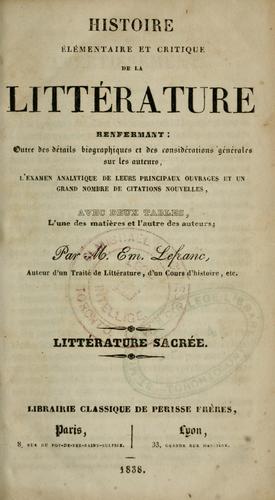 HISTOIRE
ÉLÉMENTAIRE ET CRITIQUE
DE LA
LITTÉRATURE
RENFERMANT :
Outre des détails biographiques et des considérations générales
sur les auteurs,
L'EXAMEN ANALYTIQUE DE LEURS PRINCIPAUX OUVRAGES ET UN
GRAND NOMBRE DE CITATIONS NOUVELLES,
AVEC DEUX TABLES,
L'une des matières et l'autre des auteurs;
Par M. Em. Lefranc,
Auteur d'un Traité de Littérature, d'un Cours d'histoire, etc.
LITTÉRATURE SACRÉE.
LIBRAIRIE CLASSIQUE DE PERISSE FRÈRES,
Paris, Lyon,
8, RUE DU POT-DE-FER-SAINT-SULPICE. 33, GRANDE RUE MERCIÈRE.
1838.